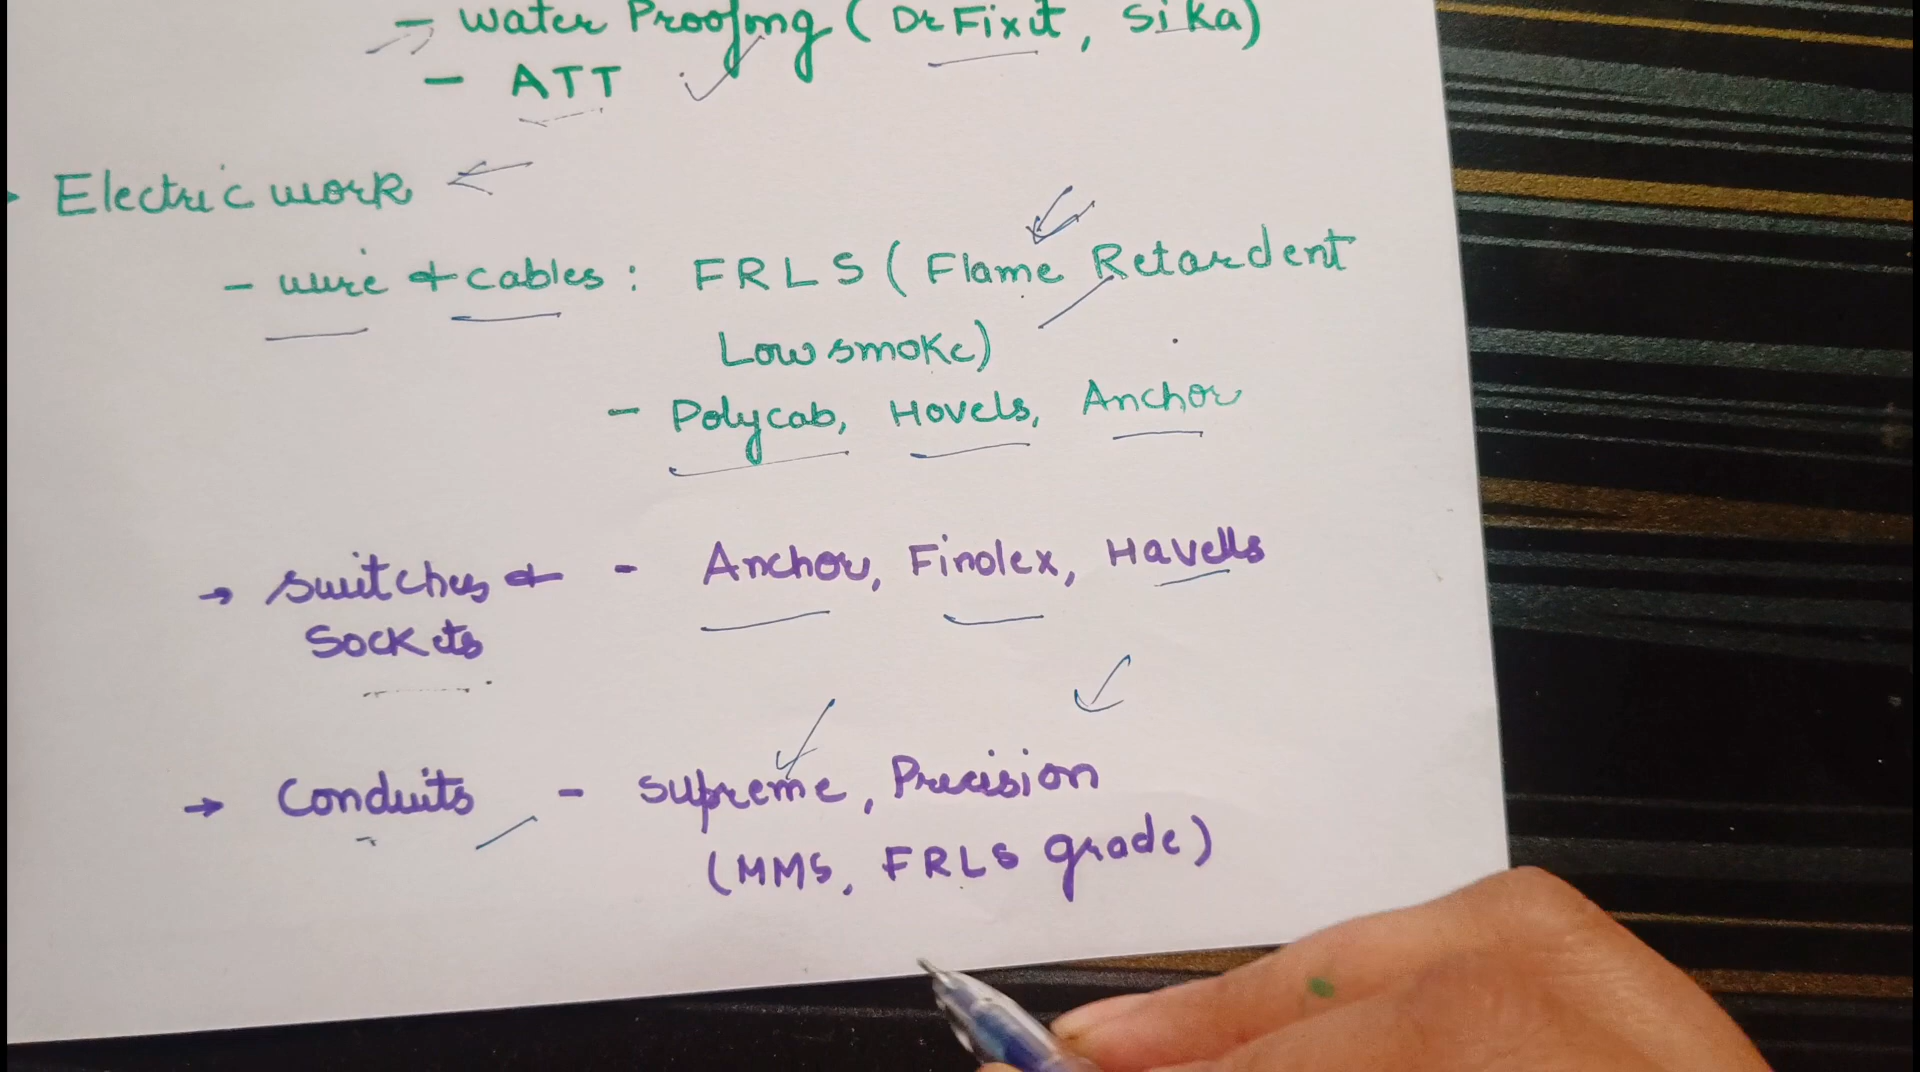 - Water Proofing (Dr Fixit, Sika)
- ATT
Electric work
- wire & cables : FRLS (Flame Retardent
Low smoke)
- Polycab, Hovels, Anchor
→ Switches & - Anchor, Finolex, Havells
Sockets
→ Conduits - Supreme, Precision
(MMS, FRLS grade)